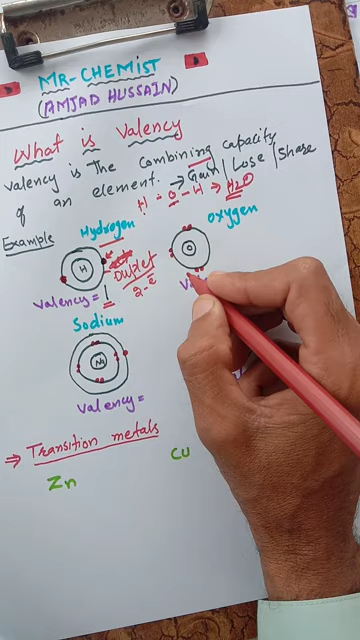 MR-CHEMIST
(AMJAD HUSSAIN)
What is Valency
Valency is The Combining capacity
of an element. → Gain / Lose / Share
H - O - H ⇒ H2O
Example
Hydrogen
Oxygen
H
O
Duplet
2-e
Valency = 1
Va
Sodium
Na
Valency =
⇒ Transition metals
Zn
Cu